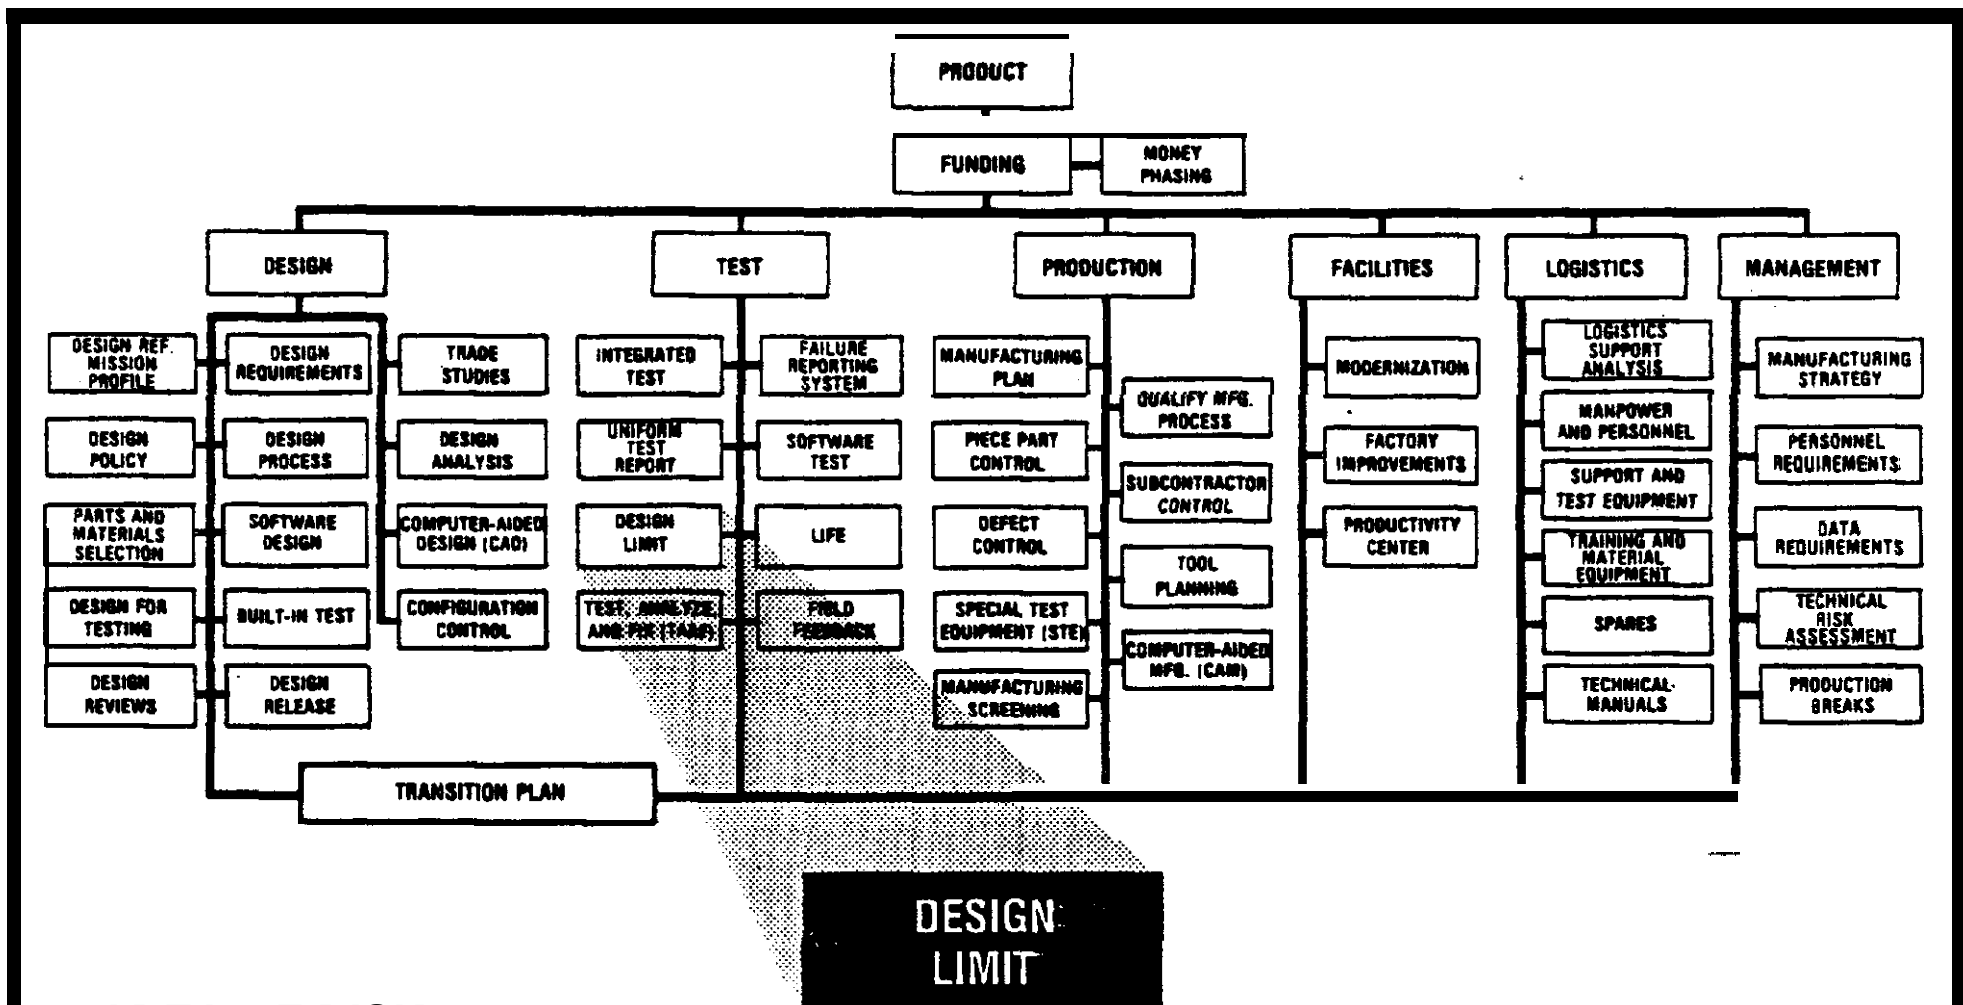 PRODUCT
FUNDING
MONEY
PHASING
DESIGN
TEST
PRODUCTION
FACILITIES
LOGISTICS
MANAGEMENT
DESIGN REF.
MISSION
PROFILE
DESIGN
REQUIREMENTS
TRADE
STUDIES
DESIGN
POLICY
DESIGN
PROCESS
DESIGN
ANALYSIS
PARTS AND
MATERIALS
SELECTION
SOFTWARE
DESIGN
COMPUTER-AIDED
DESIGN (CAD)
DESIGN FOR
TESTING
BUILT-IN TEST
CONFIGURATION
CONTROL
DESIGN
REVIEWS
DESIGN
RELEASE
INTEGRATED
TEST
FAILURE
REPORTING
SYSTEM
UNIFORM
TEST
REPORT
SOFTWARE
TEST
DESIGN
LIMIT
LIFE
TEST, ANALYZE,
AND FIX (TAAF)
FIELD
FEEDBACK
MANUFACTURING
PLAN
QUALIFY MFG.
PROCESS
PIECE PART
CONTROL
SUBCONTRACTOR
CONTROL
DEFECT
CONTROL
TOOL
PLANNING
SPECIAL TEST
EQUIPMENT (STE)
COMPUTER-AIDED
MFG. (CAM)
MANUFACTURING
SCREENING
MODERNIZATION
FACTORY
IMPROVEMENTS
PRODUCTIVITY
CENTER
LOGISTICS
SUPPORT
ANALYSIS
MANPOWER
AND PERSONNEL
SUPPORT AND
TEST EQUIPMENT
TRAINING AND
MATERIAL
EQUIPMENT
SPARES
TECHNICAL
MANUALS
MANUFACTURING
STRATEGY
PERSONNEL
REQUIREMENTS
DATA
REQUIREMENTS
TECHNICAL
RISK
ASSESSMENT
PRODUCTION
BREAKS
TRANSITION PLAN
DESIGN
LIMIT